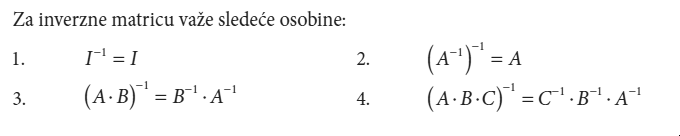 Za inverzne matricu važe sledeće osobine:
1. I⁻¹ = I 2. (A⁻¹)⁻¹ = A
3. (A · B)⁻¹ = B⁻¹ · A⁻¹ 4. (A · B · C)⁻¹ = C⁻¹ · B⁻¹ · A⁻¹